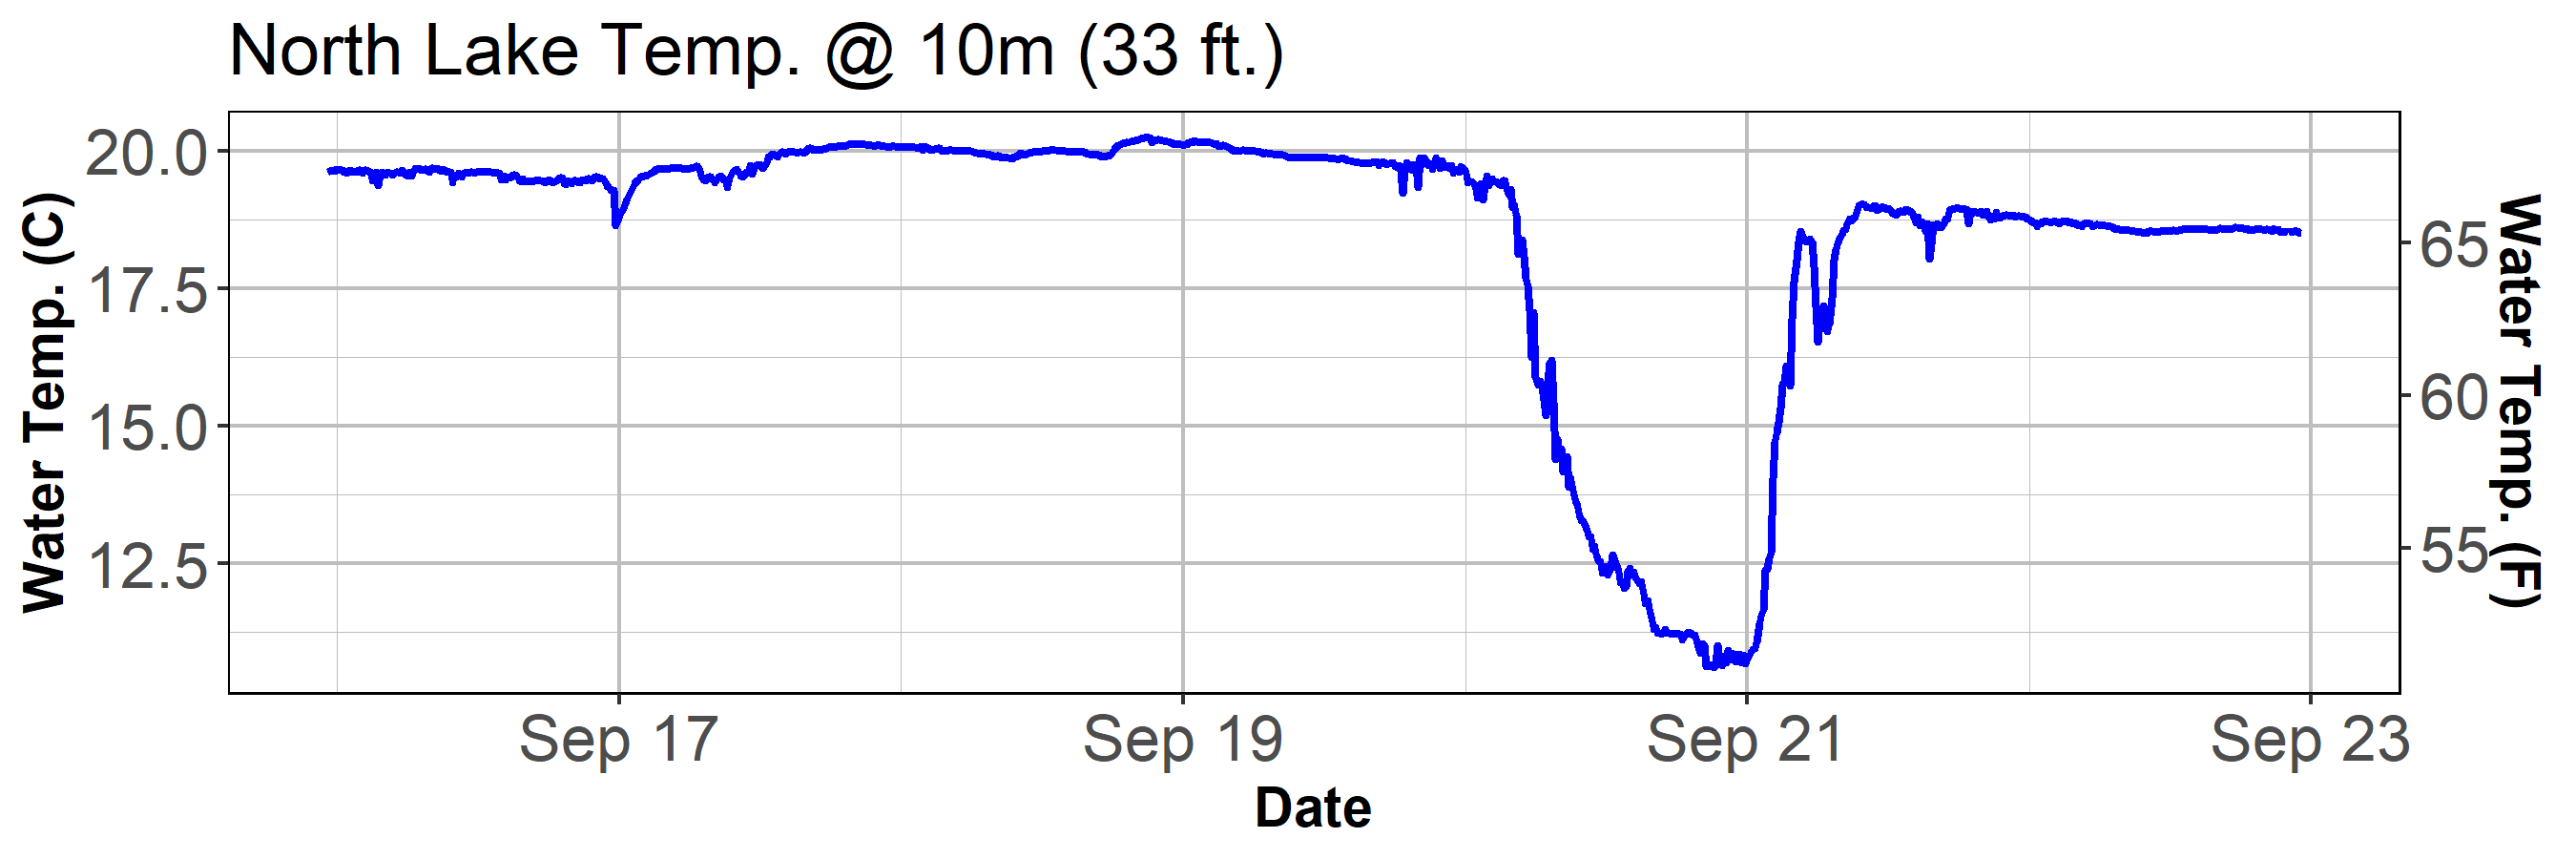 North Lake Temp. @ 10m (33 ft.)
Water Temp. (C)
20.0
17.5
15.0
12.5
65
60
55
Water Temp. (F)
Sep 17
Sep 19
Sep 21
Sep 23
Date